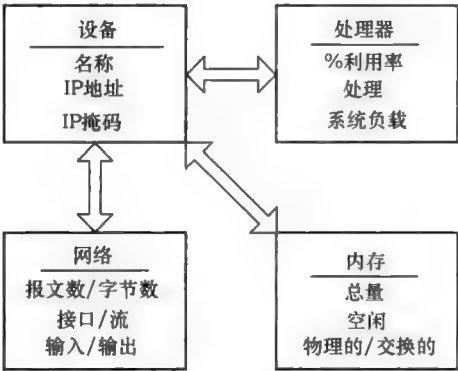 设备
名称
IP地址
IP掩码
处理器
%利用率
处理
系统负载
网络
报文数/字节数
接口/流
输入/输出
内存
总量
空闲
物理的/交换的